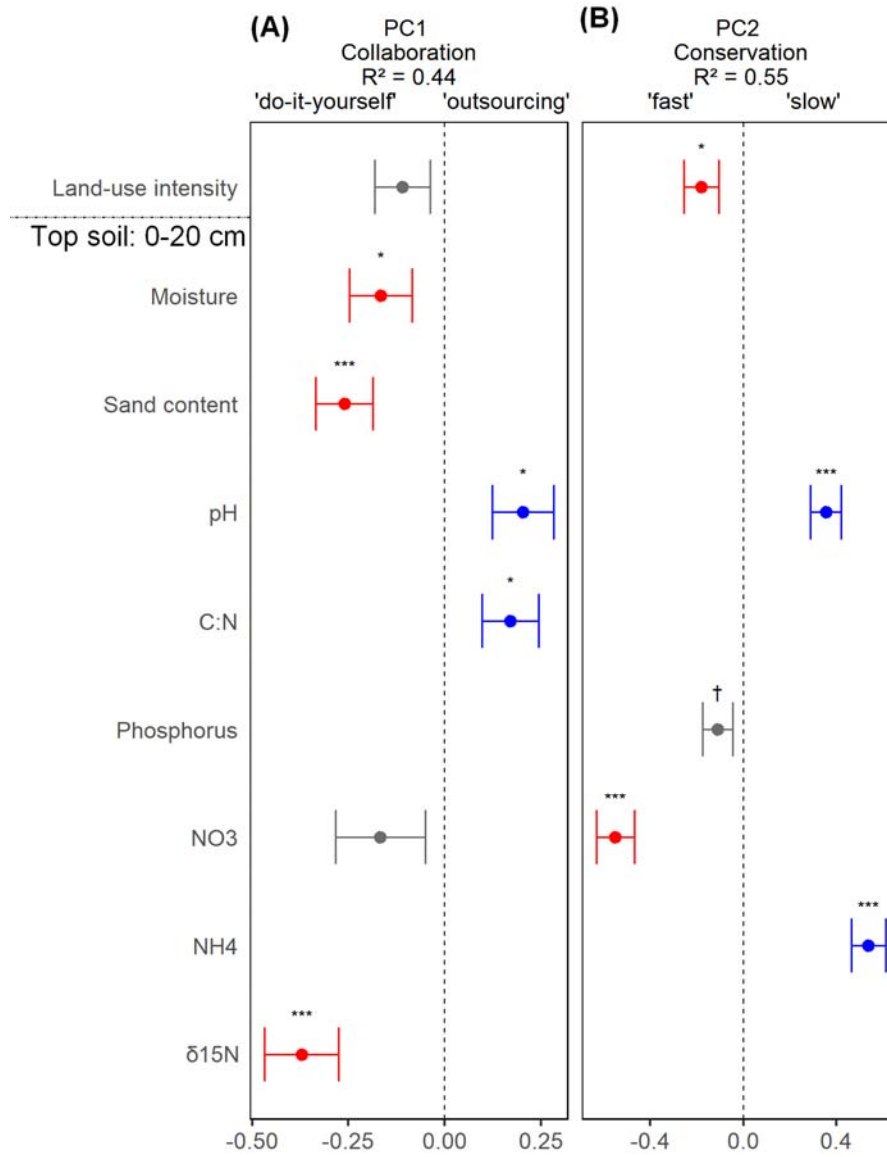 (A)
PC1
Collaboration
R² = 0.44
'do-it-yourself' 'outsourcing'
(B)
PC2
Conservation
R² = 0.55
'fast' 'slow'
Land-use intensity
*
Top soil: 0-20 cm
Moisture
*
Sand content
***
pH
*
***
C:N
*
Phosphorus
†
NO3
***
NH4
***
δ15N
***
-0.50 -0.25 0.00 0.25
-0.4 0.0 0.4